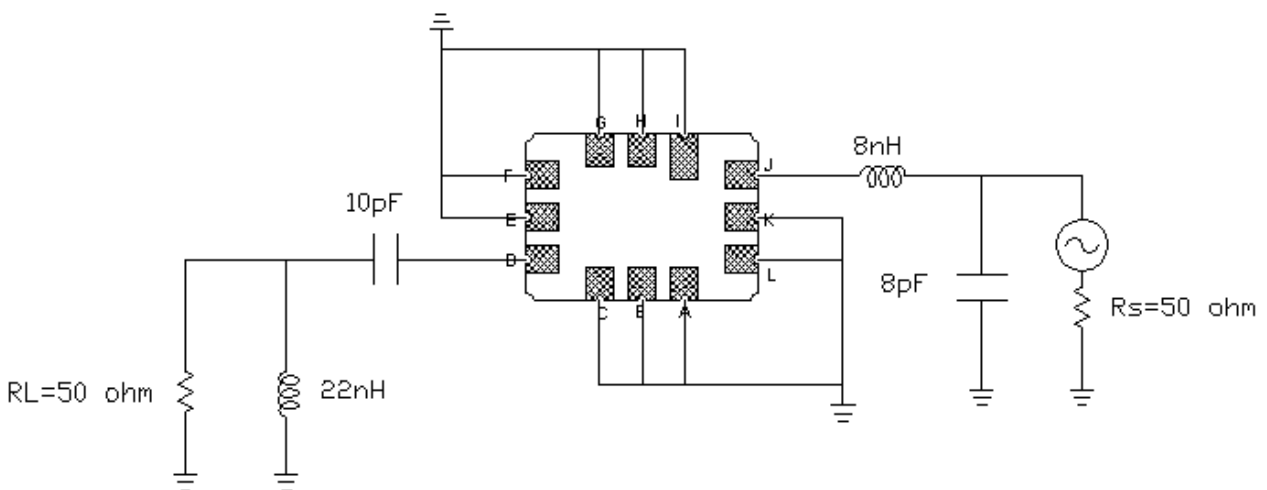 G H I
F J
8nH
10pF
E K
D L
8pF
Rs=50 ohm
C B A
RL=50 ohm
22nH